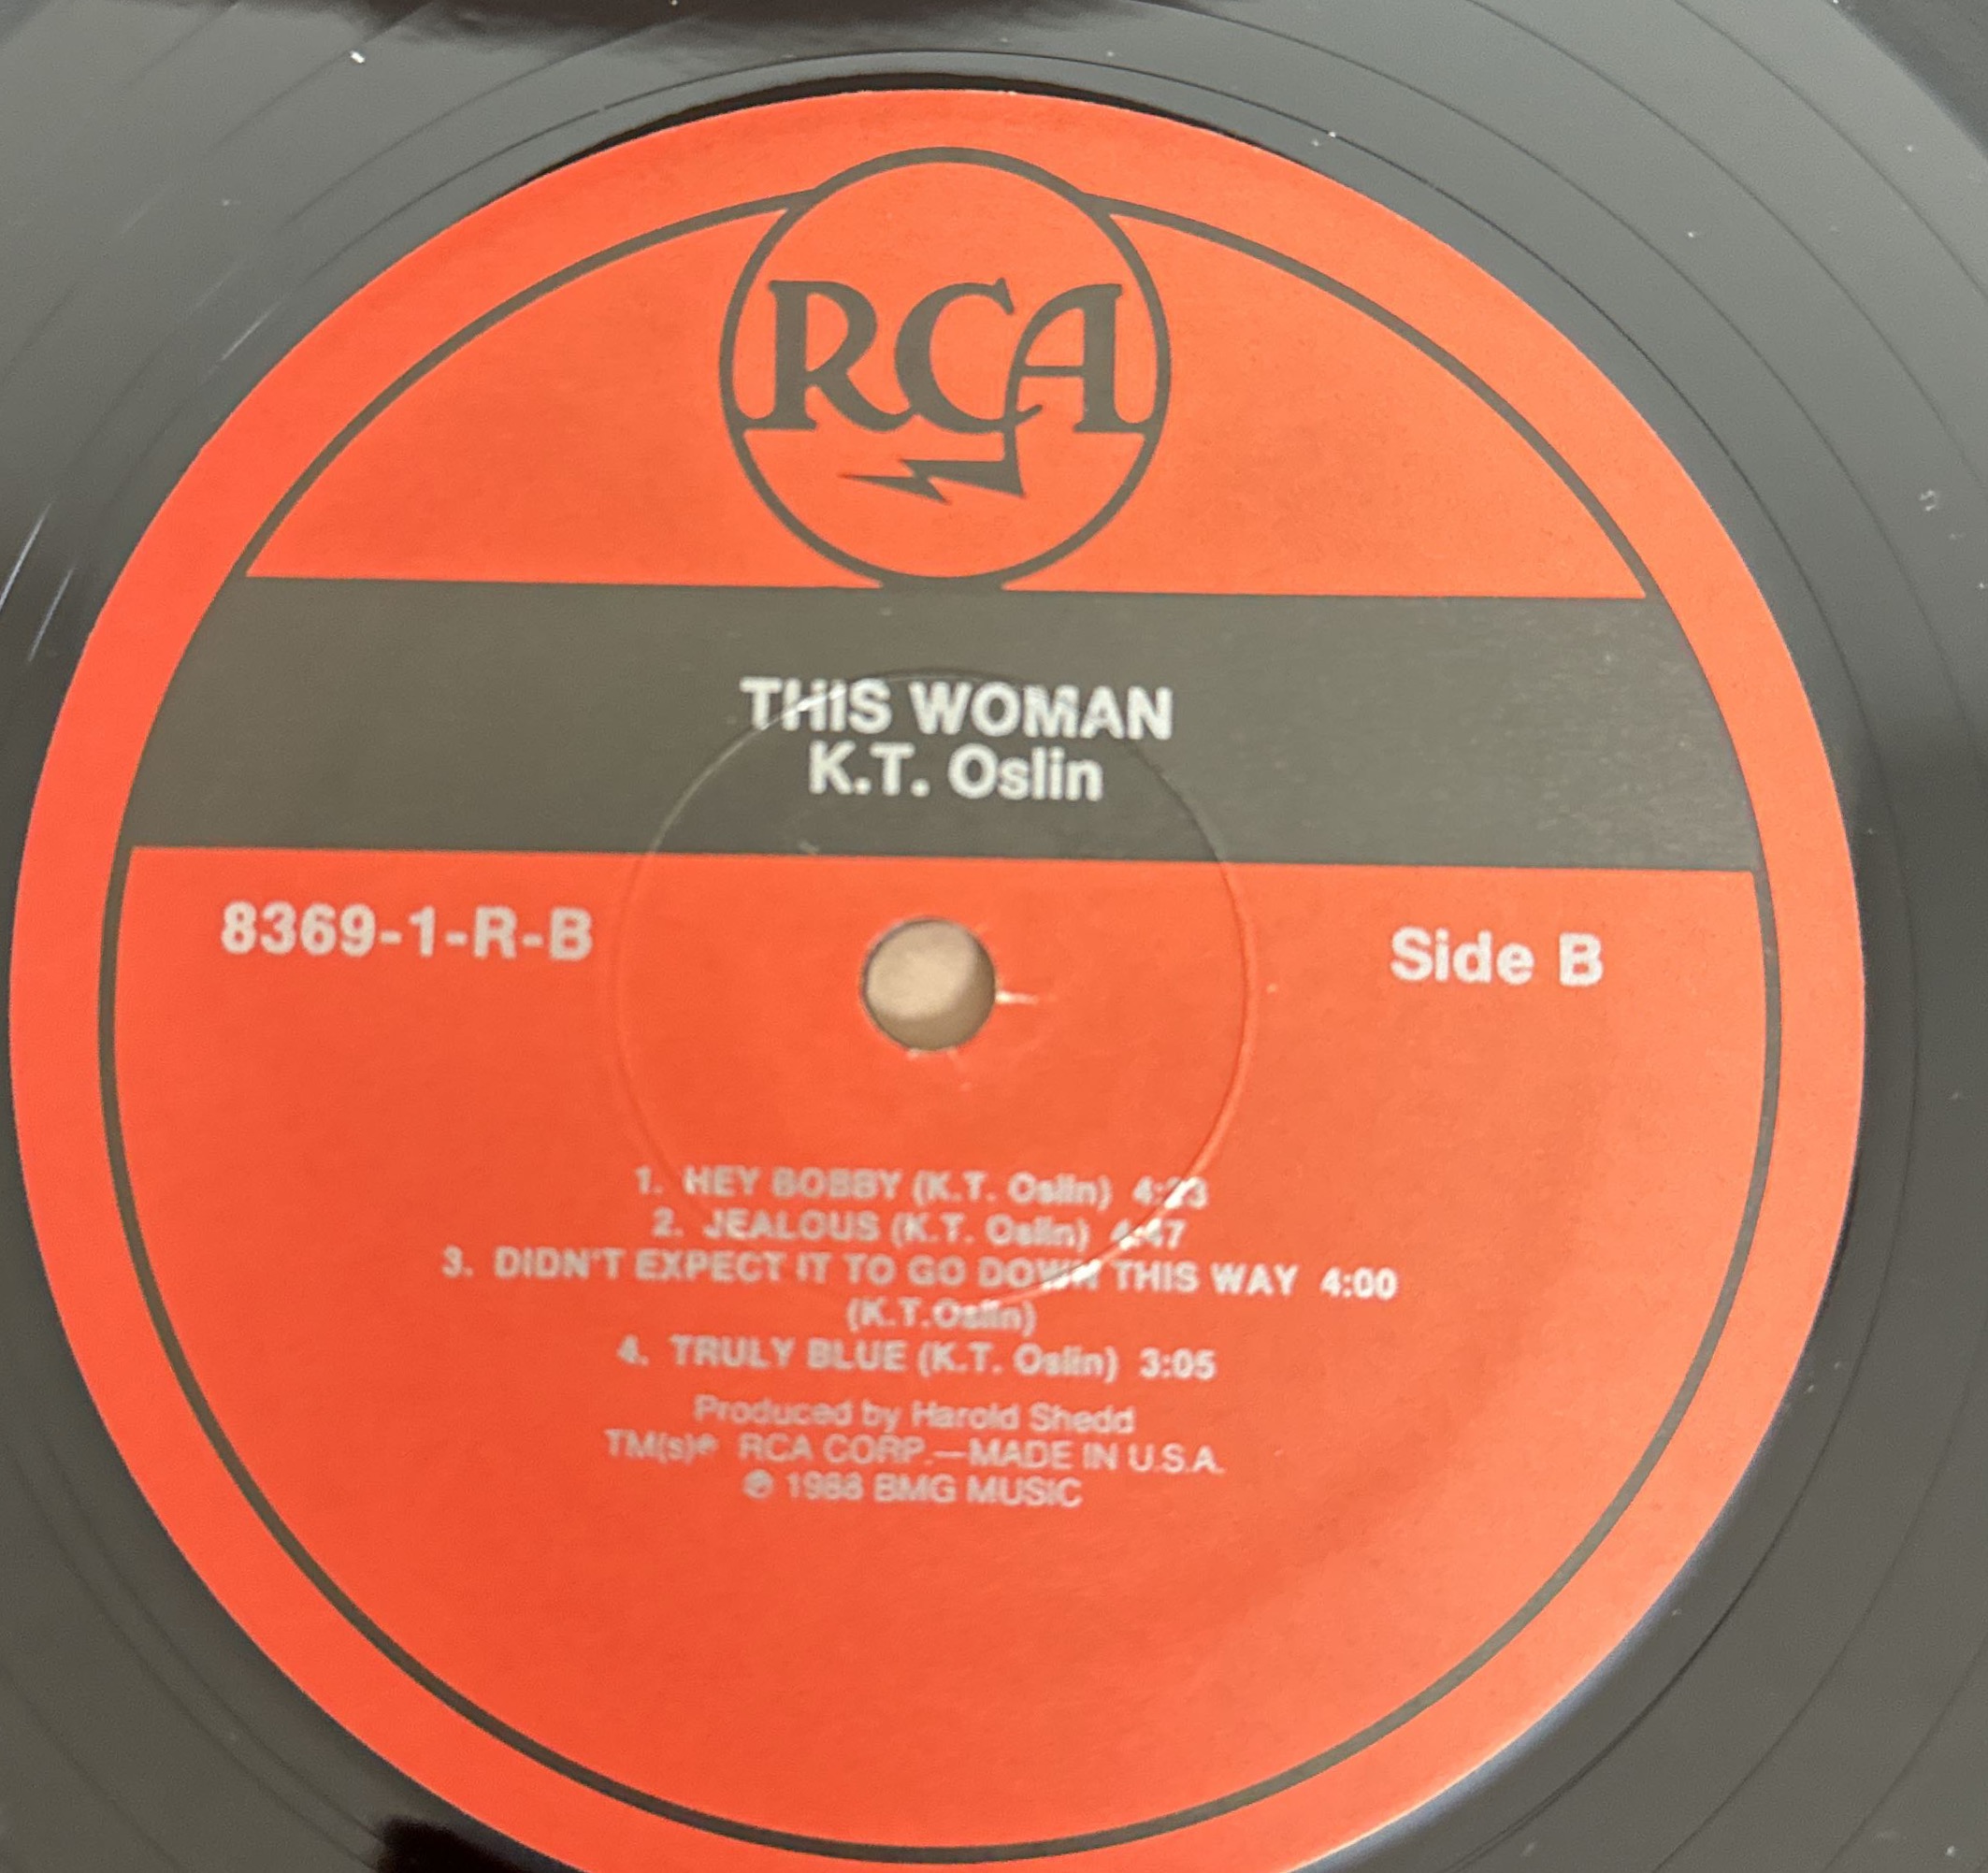 RCA
THIS WOMAN
K.T. Oslin
8369-1-R-B
Side B
1. HEY BOBBY (K.T. Oslin)
2. JEALOUS (K.T. Oslin)
3. DIDN'T EXPECT IT TO GO DOWN THIS WAY 4:00
(K.T.Oslin)
4. TRULY BLUE (K.T. Oslin) 3:05
Produced by Harold Shedd
TM(s)® RCA CORP.—MADE IN U.S.A.
℗ 1988 BMG MUSIC